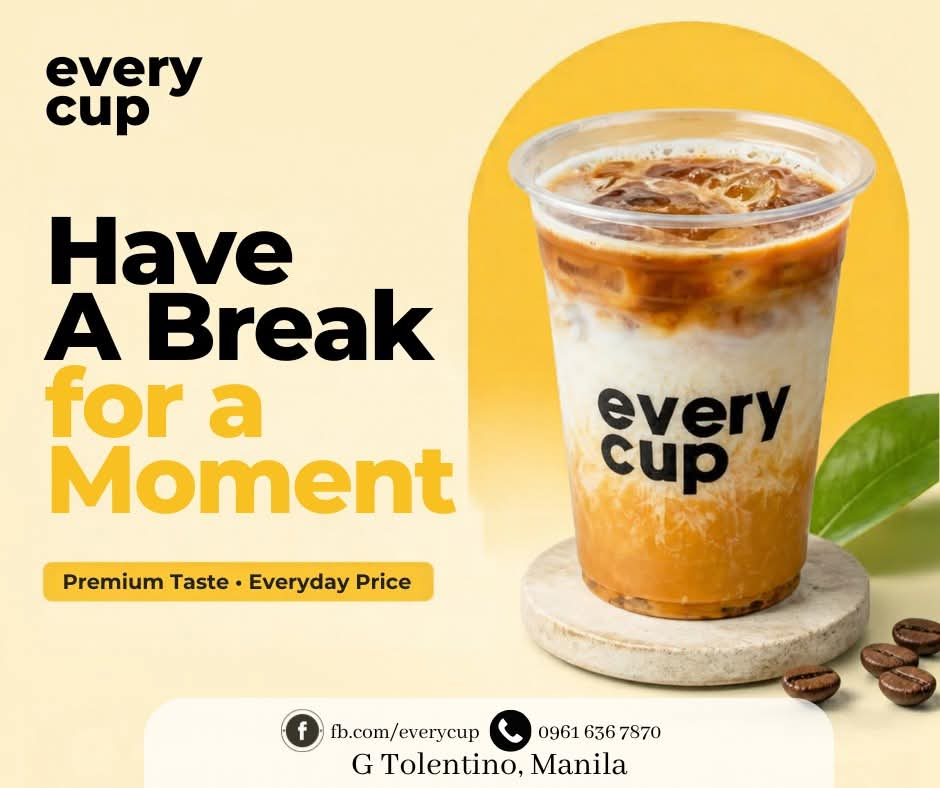 every
cup
Have
A Break
for a
Moment
Premium Taste • Everyday Price
every
cup
fb.com/everycup 0961 636 7870
G Tolentino, Manila